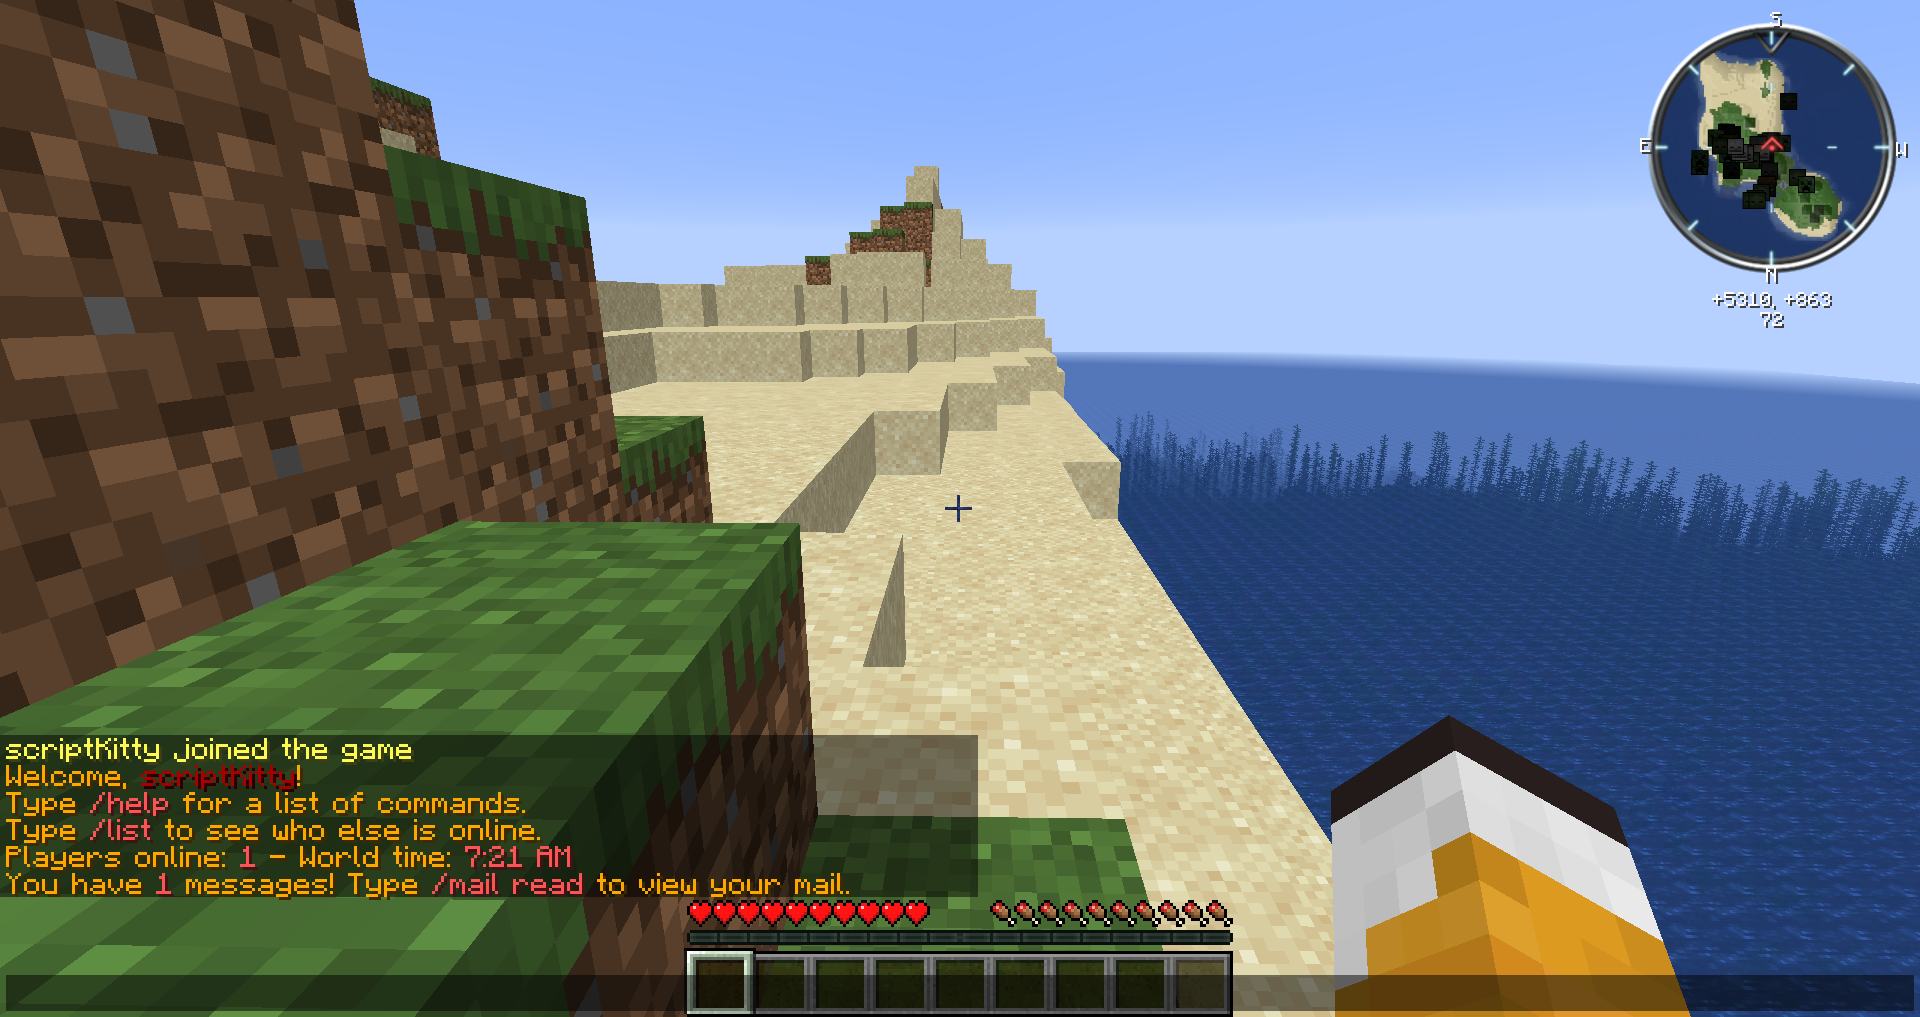 S
E
W
N
+5310, +863
72
scriptKitty joined the game
Welcome, scriptKitty!
Type /help for a list of commands.
Type /list to see who else is online.
Players online: 1 - World time: 7:21 AM
You have 1 messages! Type /mail read to view your mail.